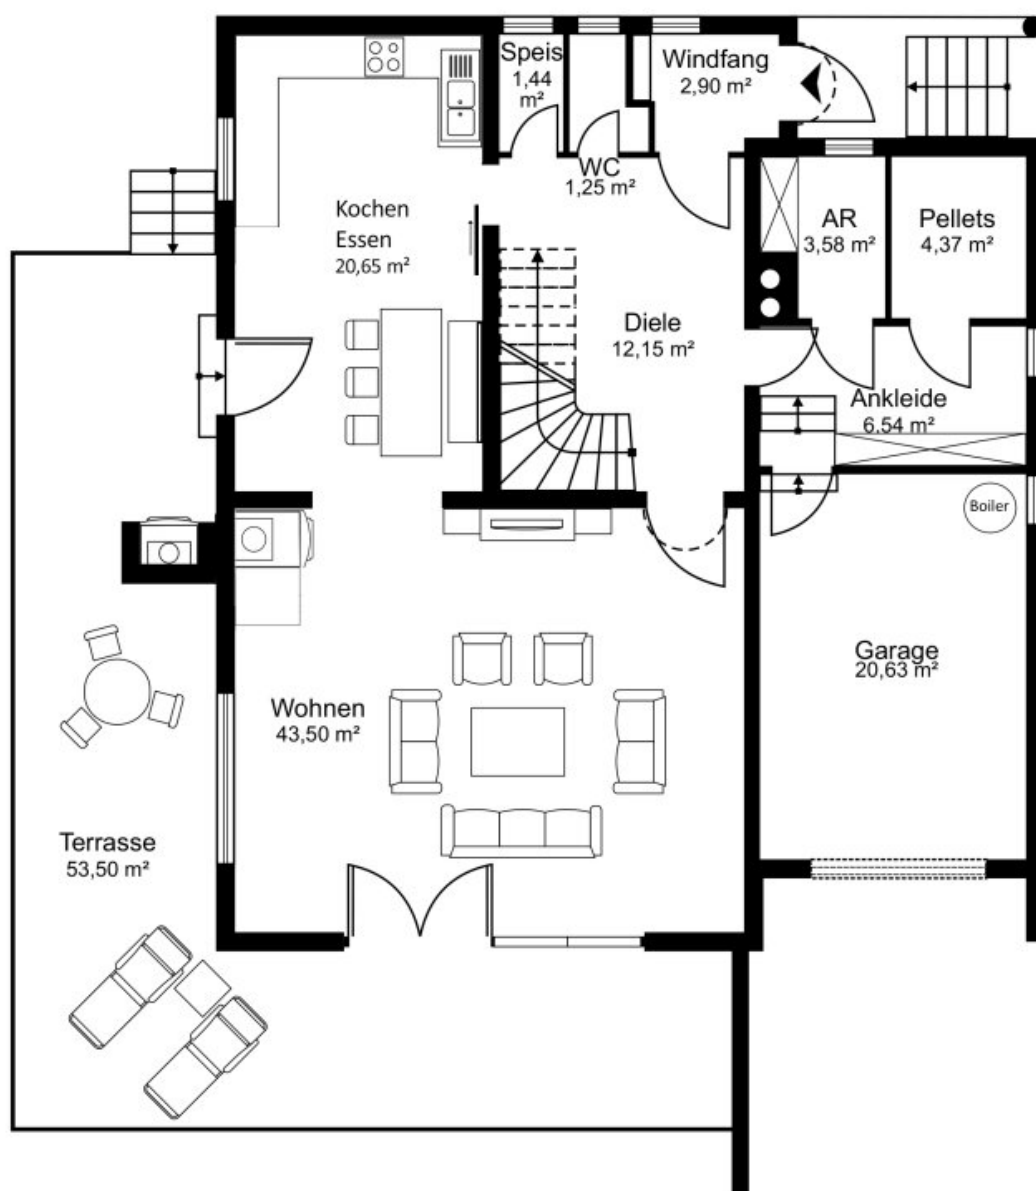 Speis
1,44
m²
Windfang
2,90 m²
WC
1,25 m²
Kochen
Essen
20,65 m²
AR
3,58 m²
Pellets
4,37 m²
Diele
12,15 m²
Ankleide
6.54 m²
Boiler
Garage
20,63 m²
Wohnen
43,50 m²
Terrasse
53,50 m²